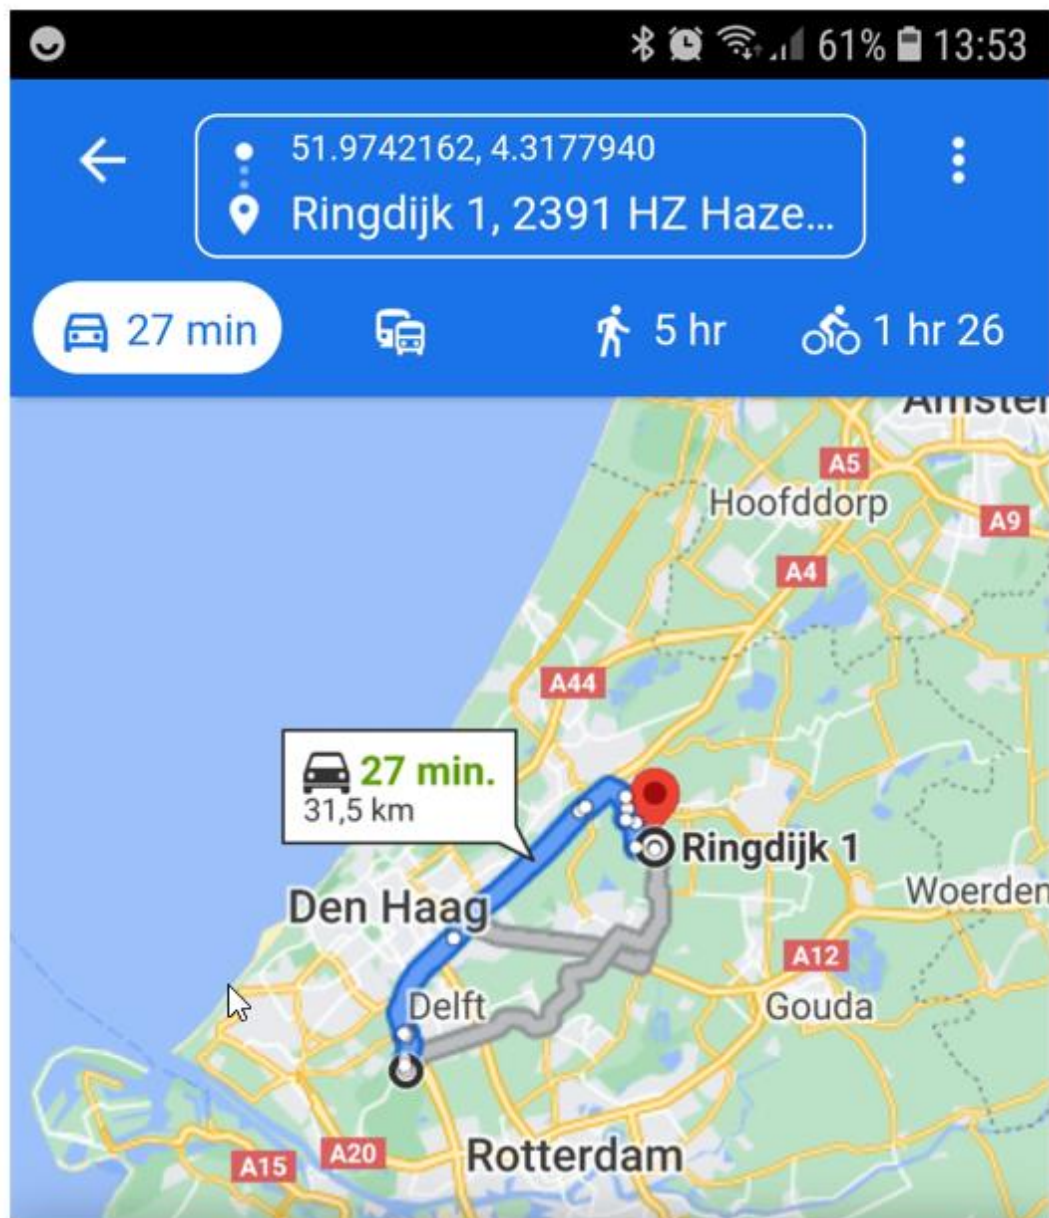 61% 13:53
51.9742162, 4.3177940
Ringdijk 1, 2391 HZ Haze...
27 min 5 hr 1 hr 26
Amster
A5
Hoofddorp
A9
A4
A44
27 min.
31,5 km
Ringdijk 1
Woerden
Den Haag
A12
Delft
Gouda
Rotterdam
A20
A15